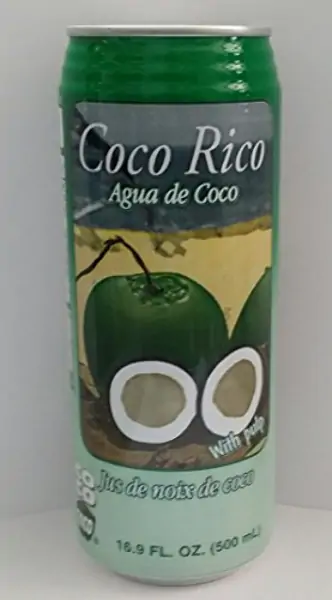 Coco Rico
Agua de Coco
With pulp
Jus de noix de coco
16.9 FL. OZ. (500 mL)